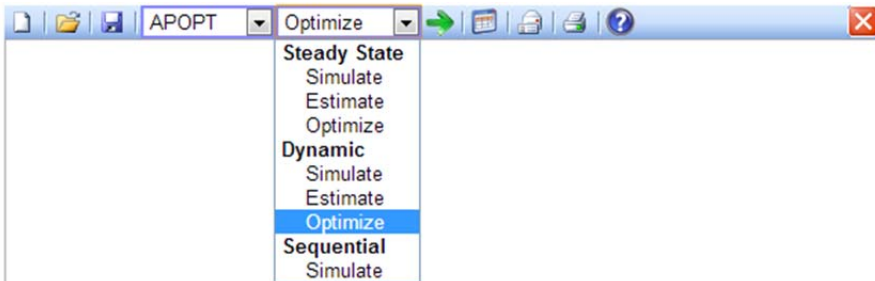 APOPT Optimize
Steady State
Simulate
Estimate
Optimize
Dynamic
Simulate
Estimate
Optimize
Sequential
Simulate